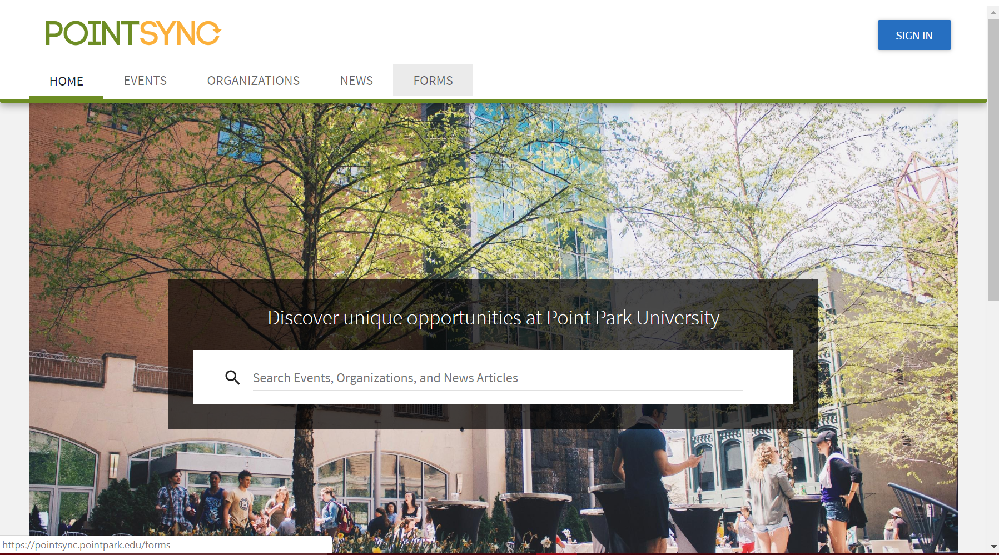 POINTSYNC
SIGN IN
HOME EVENTS ORGANIZATIONS NEWS FORMS
Discover unique opportunities at Point Park University
Search Events, Organizations, and News Articles
https://pointsync.pointpark.edu/forms